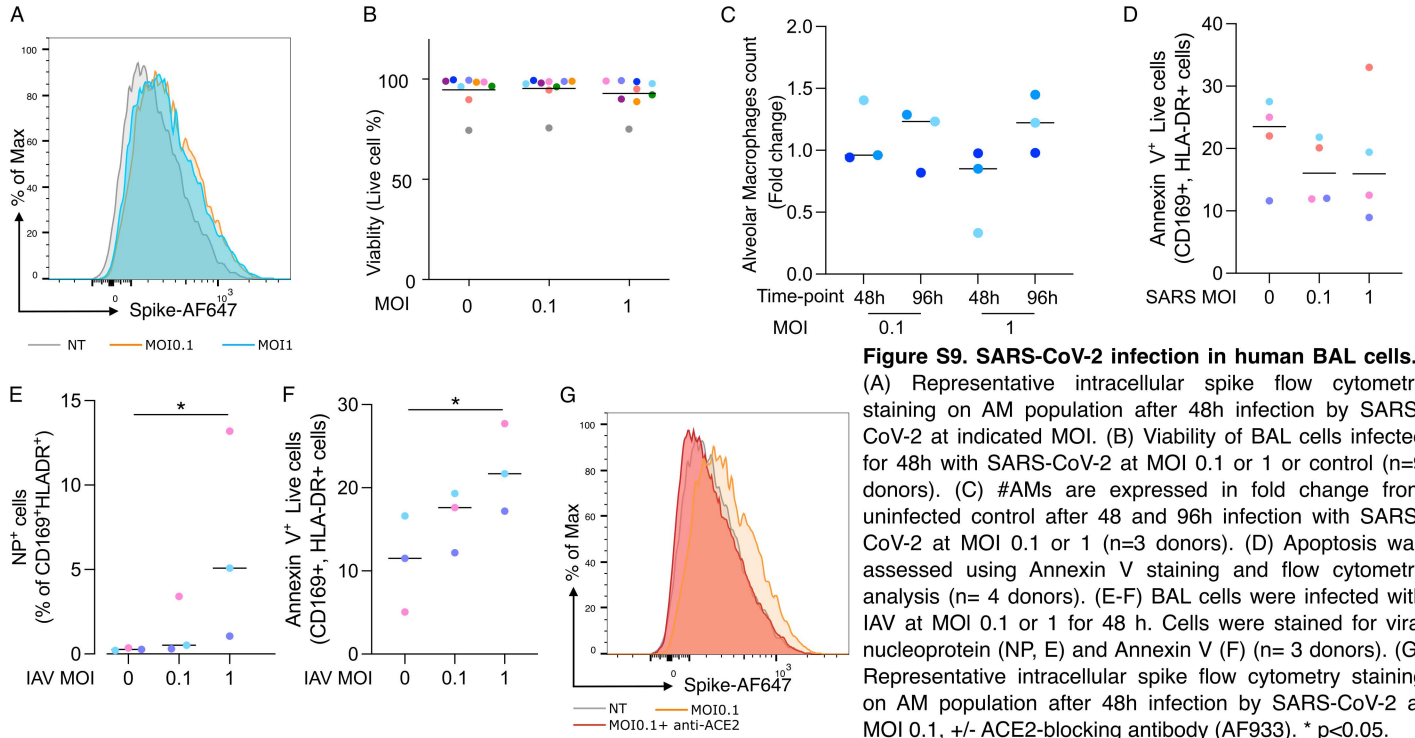 A
100
80
60
40
20
0
% of Max
0
10³
Spike-AF647
NT
MOI0.1
MOI1
B
Viablity (Live cell %)
100
50
0
MOI
0
0.1
1
C
Alveolar Macrophages count
(Fold change)
2.0
1.5
1.0
0.5
0.0
Time-point
48h
96h
48h
96h
MOI
0.1
1
D
Annexin V⁺ Live cells
(CD169+, HLA-DR+ cells)
40
30
20
10
0
SARS MOI
0
0.1
1
E
NP⁺ cells
(% of CD169⁺HLADR⁺)
15
10
5
0
*
IAV MOI
0
0.1
1
F
Annexin V⁺ Live cells
(CD169+, HLA-DR+ cells)
30
20
10
0
*
IAV MOI
0
0.1
1
G
100
80
60
40
20
0
% of Max
0
10³
Spike-AF647
NT
MOI0.1
MOI0.1+ anti-ACE2
Figure S9. SARS-CoV-2 infection in human BAL cells.
(A) Representative intracellular spike flow cytometr
staining on AM population after 48h infection by SARS
CoV-2 at indicated MOI. (B) Viability of BAL cells infected
for 48h with SARS-CoV-2 at MOI 0.1 or 1 or control (n=9
donors). (C) #AMs are expressed in fold change from
uninfected control after 48 and 96h infection with SARS
CoV-2 at MOI 0.1 or 1 (n=3 donors). (D) Apoptosis wa
assessed using Annexin V staining and flow cytometr
analysis (n= 4 donors). (E-F) BAL cells were infected with
IAV at MOI 0.1 or 1 for 48 h. Cells were stained for vira
nucleoprotein (NP, E) and Annexin V (F) (n= 3 donors). (G
Representative intracellular spike flow cytometry staining
on AM population after 48h infection by SARS-CoV-2 a
MOI 0.1, +/- ACE2-blocking antibody (AF933). * p<0.05.